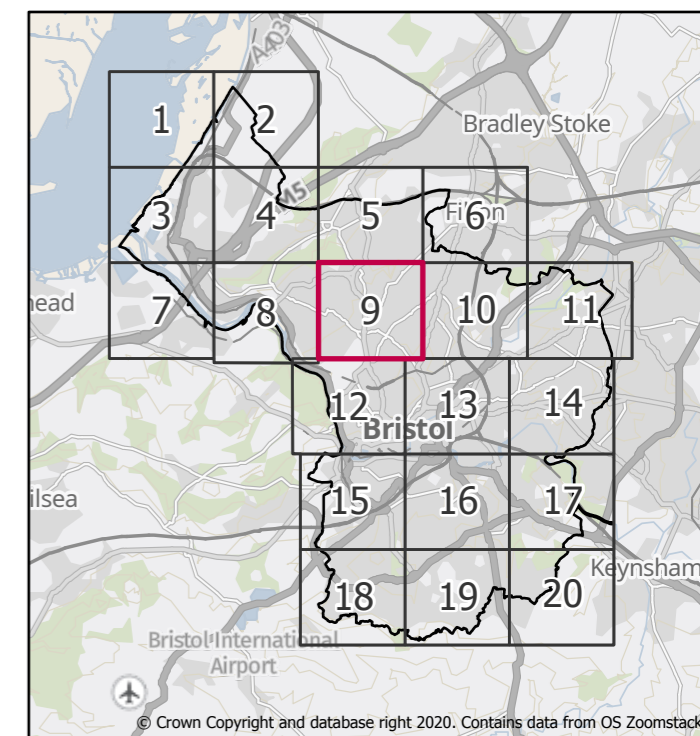 A403
1
2
Bradley Stoke
M5
3
4
5
Filton
6
ead
7
8
9
10
11
12
13
14
Bristol
ilsea
15
16
17
Keynsham
18
19
20
Bristol International
Airport
© Crown Copyright and database right 2020. Contains data from OS Zoomstack